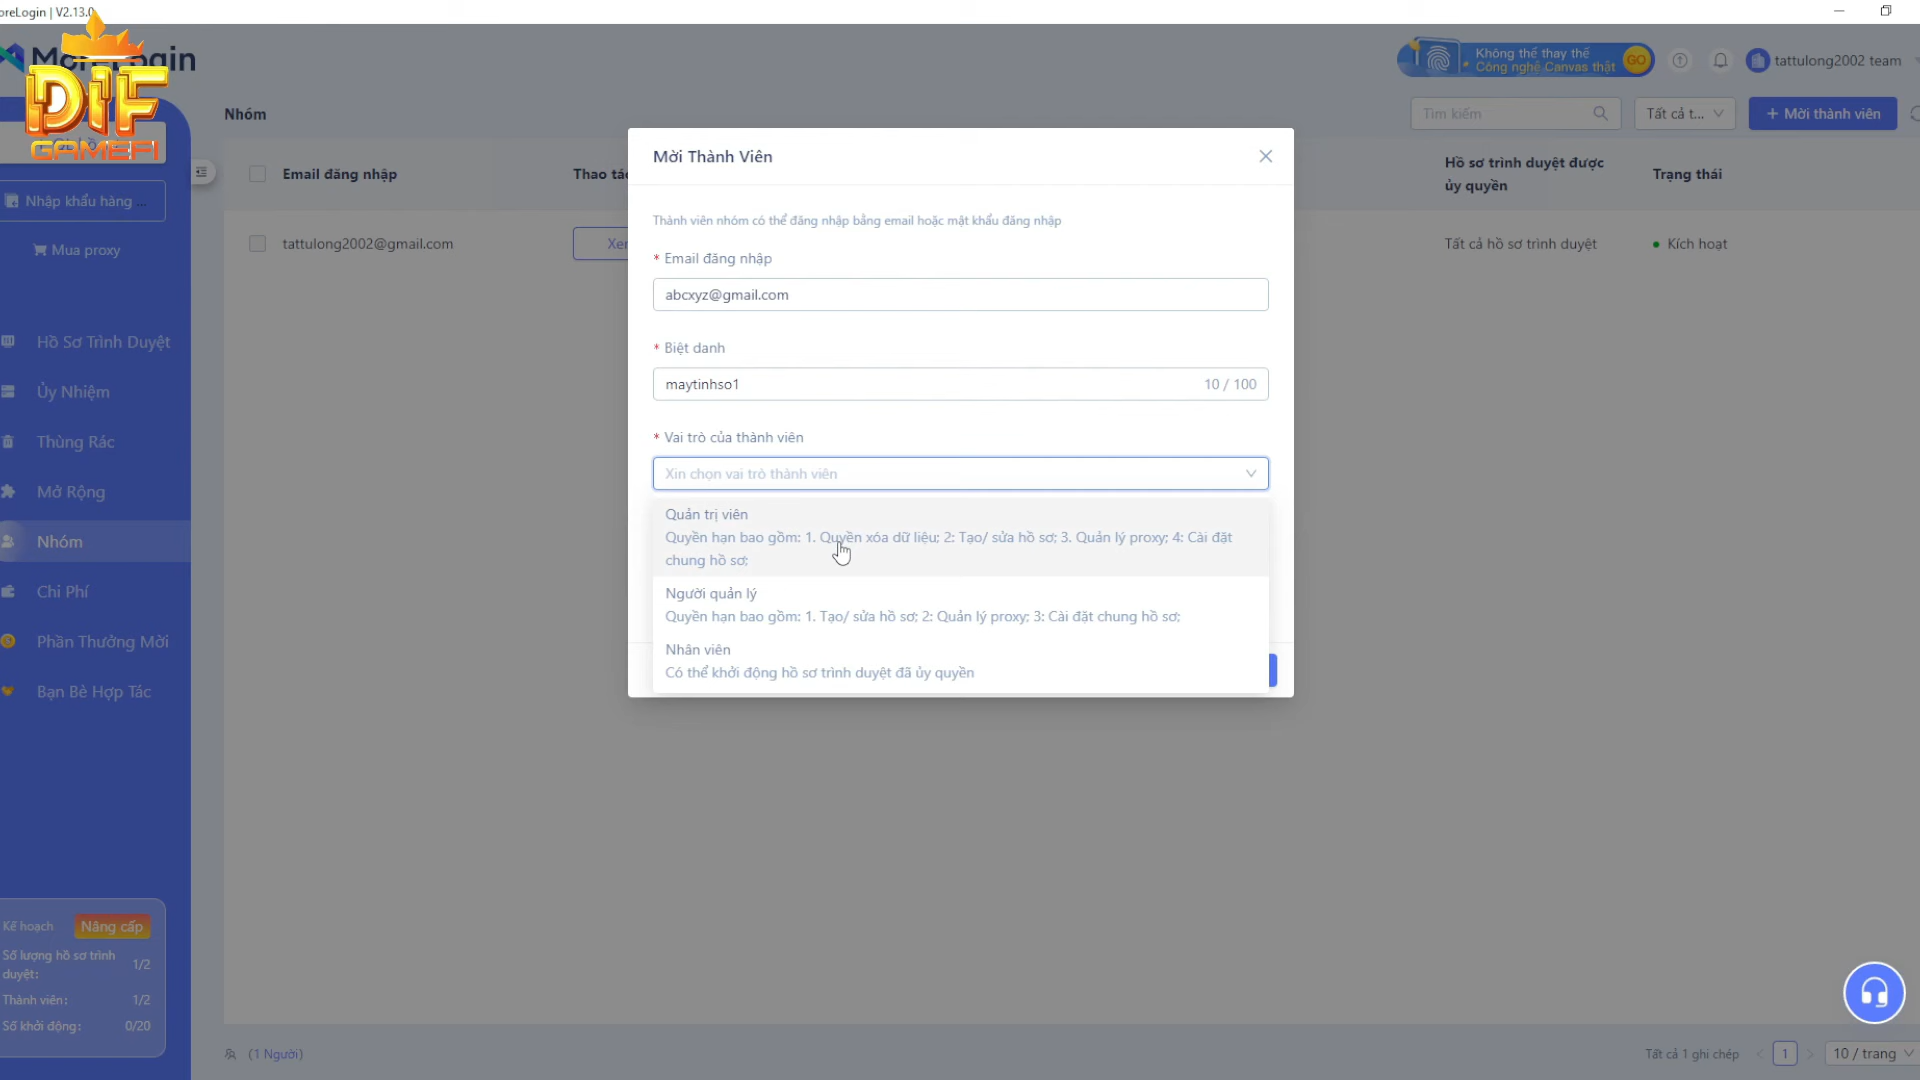 oreLogin | V2.13.0
MoreLogin
DIF
GAMEFI
Không thể thay thế
Công nghệ Canvas thật
GO
tattulong2002 team
Nhóm
Tìm kiếm
Tất cả t...
+ Mời thành viên
Nhập khẩu hàng ...
Mua proxy
Hồ Sơ Trình Duyệt
Ủy Nhiệm
Thùng Rác
Mở Rộng
Nhóm
Chi Phí
Phần Thưởng Mời
Bạn Bè Hợp Tác
Kế hoạch
Nâng cấp
Số lượng hồ sơ trình
duyệt:
1/2
Thành viên:
1/2
Số khởi động:
0/20
Email đăng nhập
Thao tác
Hồ sơ trình duyệt được
ủy quyền
Trạng thái
tattulong2002@gmail.com
Tất cả hồ sơ trình duyệt
Kích hoạt
Mời Thành Viên
Thành viên nhóm có thể đăng nhập bằng email hoặc mật khẩu đăng nhập
* Email đăng nhập
abcxyz@gmail.com
* Biệt danh
maytinhso1
10 / 100
* Vai trò của thành viên
Xin chọn vai trò thành viên
Quản trị viên
Quyền hạn bao gồm: 1. Quyền xóa dữ liệu; 2: Tạo/ sửa hồ sơ; 3. Quản lý proxy; 4: Cài đặt
chung hồ sơ;
Người quản lý
Quyền hạn bao gồm: 1. Tạo/ sửa hồ sơ; 2: Quản lý proxy; 3: Cài đặt chung hồ sơ;
Nhân viên
Có thể khởi động hồ sơ trình duyệt đã ủy quyền
(1 Người)
Tất cả 1 ghi chép
1
10 / trang